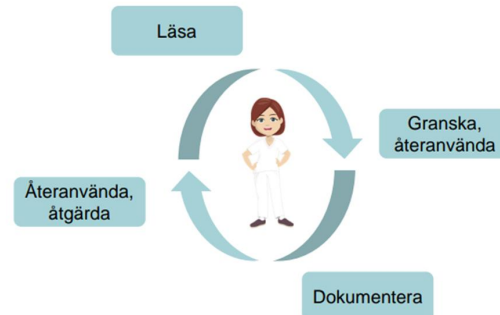 Läsa
Granska,
återanvända
Återanvända,
åtgärda
Dokumentera